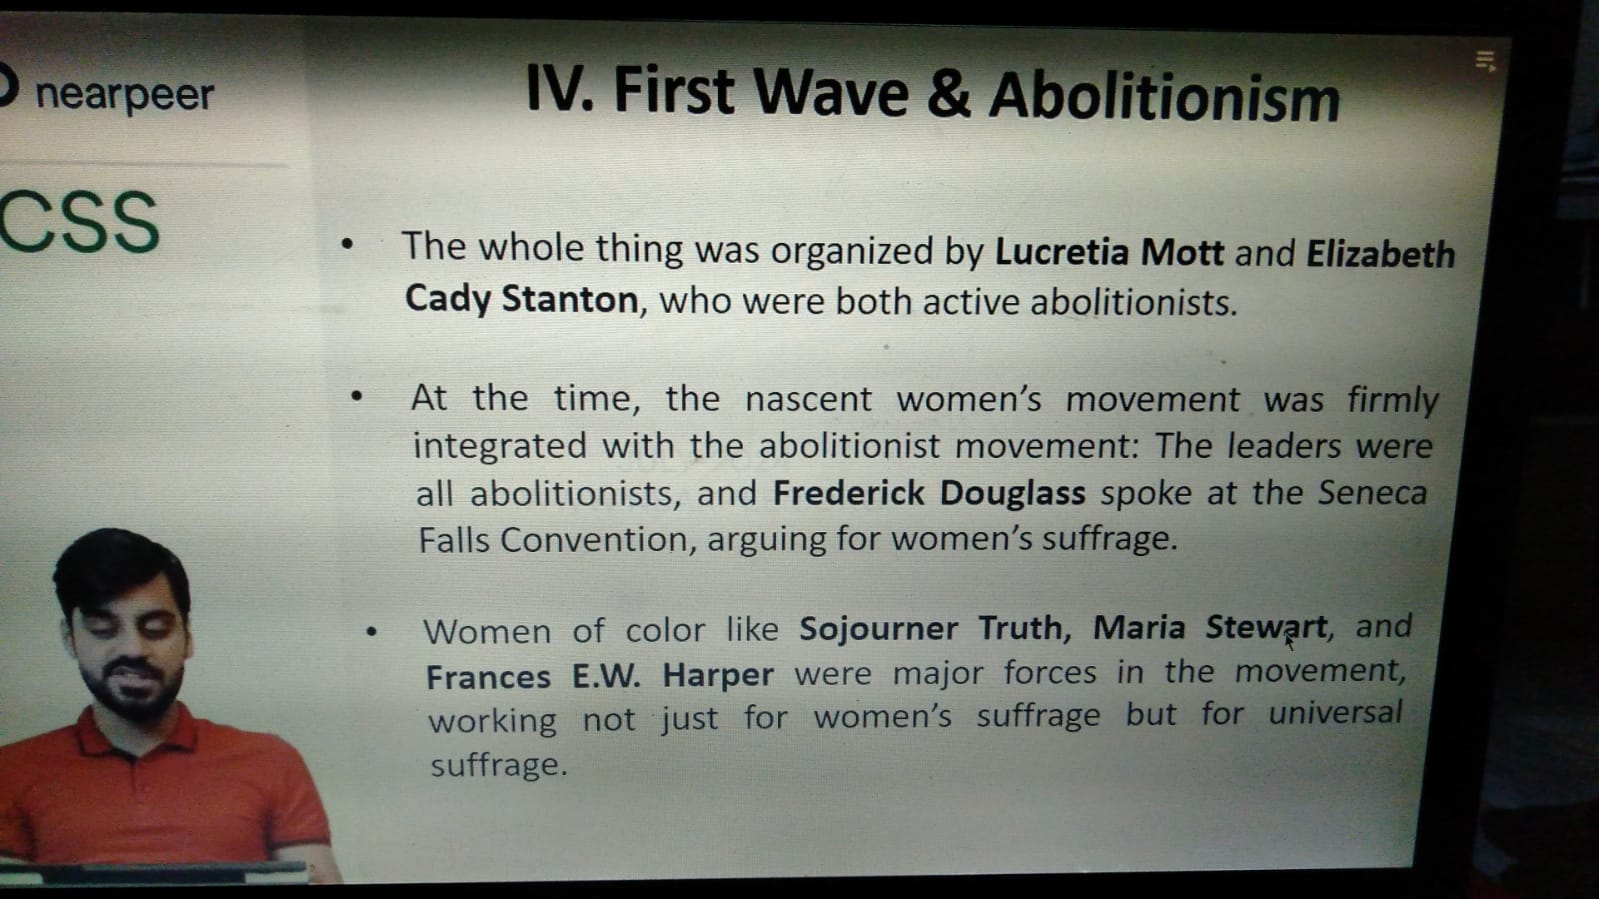 nearpeer
CSS
IV. First Wave & Abolitionism
• The whole thing was organized by Lucretia Mott and Elizabeth
Cady Stanton, who were both active abolitionists.
• At the time, the nascent women’s movement was firmly
integrated with the abolitionist movement: The leaders were
all abolitionists, and Frederick Douglass spoke at the Seneca
Falls Convention, arguing for women’s suffrage.
• Women of color like Sojourner Truth, Maria Stewart, and
Frances E.W. Harper were major forces in the movement,
working not just for women’s suffrage but for universal
suffrage.